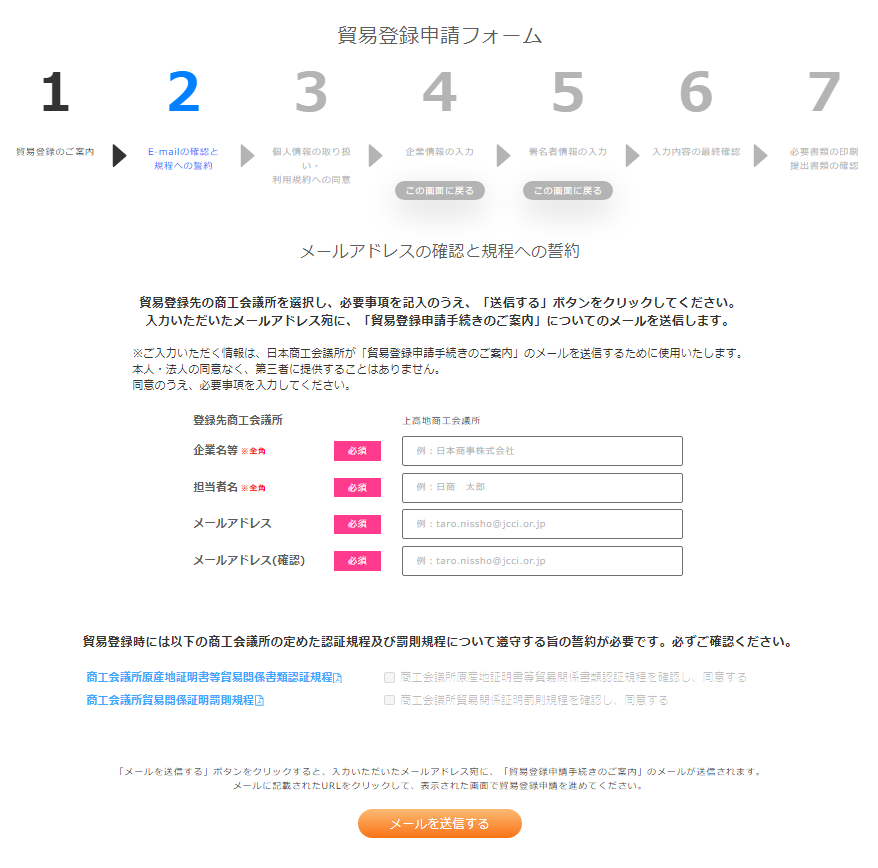 貿易登録申請フォーム
1 2 3 4 5 6 7
貿易登録のご案内
E-mailの確認と
規程への誓約
個人情報の取り扱
い・
利用規約への同意
企業情報の入力
この画面に戻る
署名者情報の入力
この画面に戻る
入力内容の最終確認
必要書類の印刷
提出書類の確認
メールアドレスの確認と規程への誓約
貿易登録先の商工会議所を選択し、必要事項を記入のうえ、「送信する」ボタンをクリックしてください。
入力いただいたメールアドレス宛に、「貿易登録申請手続きのご案内」についてのメールを送信します。
※ご入力いただく情報は、日本商工会議所が「貿易登録申請手続きのご案内」のメールを送信するために使用いたします。
本人・法人の同意なく、第三者に提供することはありません。
同意のうえ、必要事項を入力してください。
登録先商工会議所 上高地商工会議所
企業名等 ※全角 必須 例：日本商事株式会社
担当者名 ※全角 必須 例：日商　太郎
メールアドレス 必須 例：taro.nissho@jcci.or.jp
メールアドレス(確認) 必須 例：taro.nissho@jcci.or.jp
貿易登録時には以下の商工会議所の定めた認証規程及び罰則規程について遵守する旨の誓約が必要です。必ずご確認ください。
商工会議所原産地証明書等貿易関係書類認証規程 商工会議所原産地証明書等貿易関係書類認証規程を確認し、同意する
商工会議所貿易関係証明罰則規程 商工会議所貿易関係証明罰則規程を確認し、同意する
「メールを送信する」ボタンをクリックすると、入力いただいたメールアドレス宛に、「貿易登録申請手続きのご案内」のメールが送信されます。
メールに記載されたURLをクリックして、表示された画面で貿易登録申請を進めてください。
メールを送信する